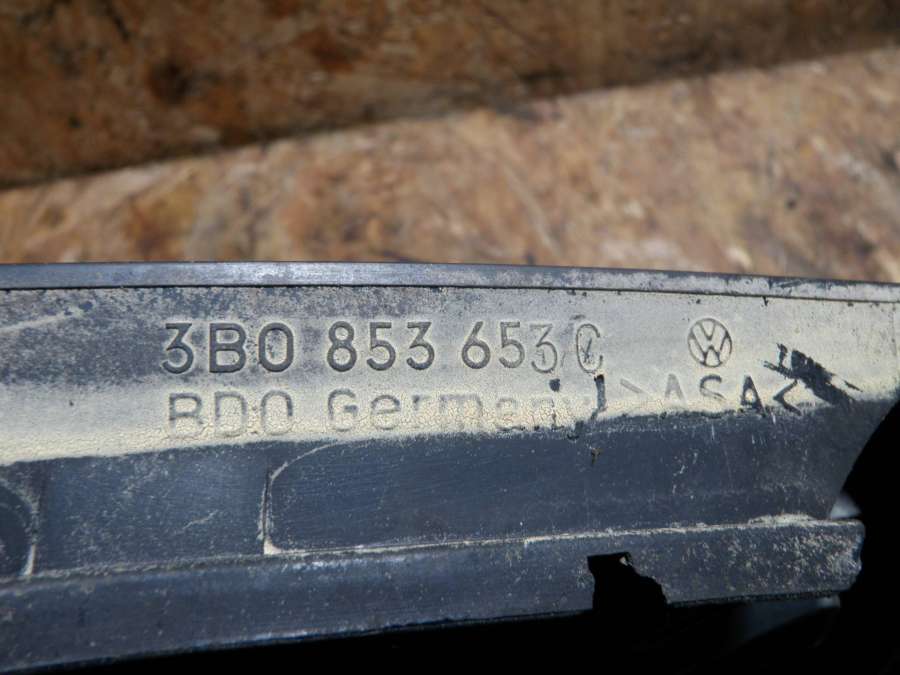 3B0 853 653 C
BDO Germany >ASA<